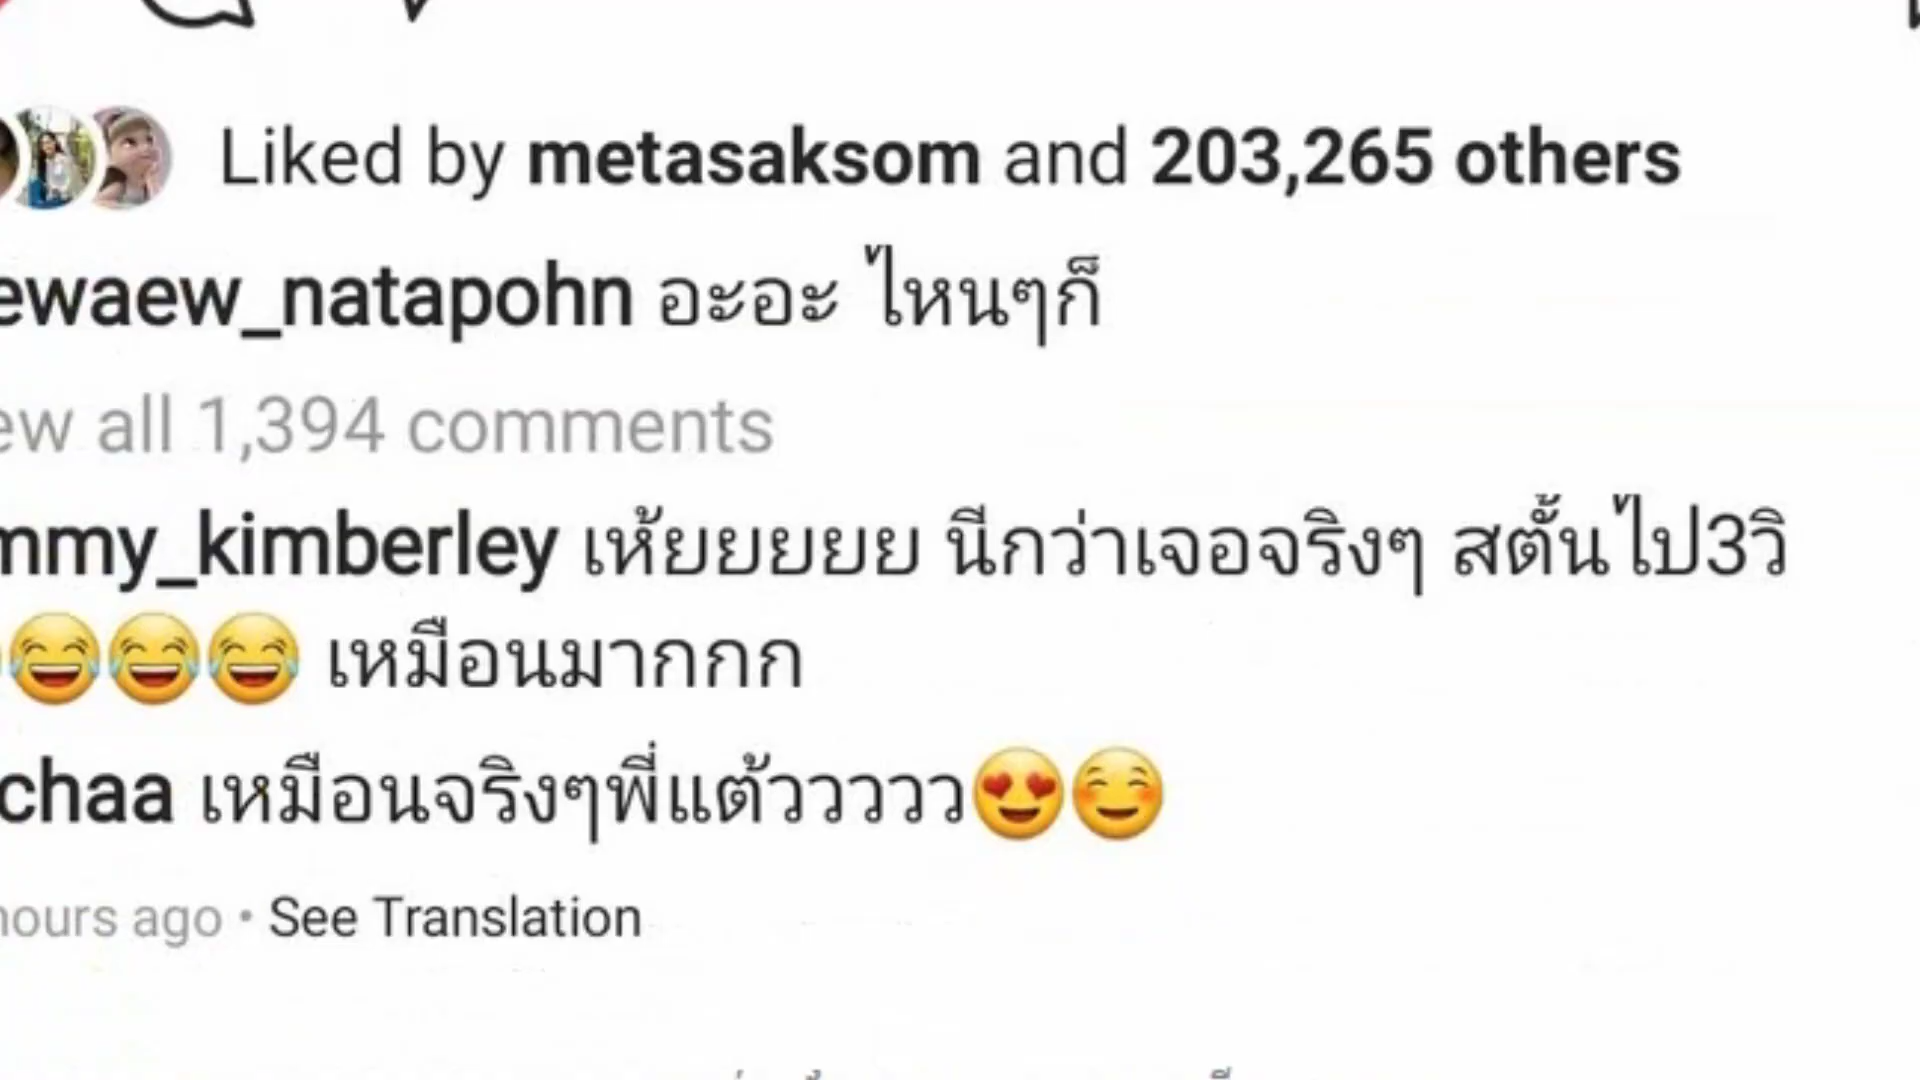 Liked by metasaksom and 203,265 others
ewaew_natapohn อะอะ ไหนๆก็
ew all 1,394 comments
mmy_kimberley เห้ยยยยย นีกว่าเจอจริงๆ สตั้นไป3วิ
😂😂😂 เหมือนมากกก
chaa เหมือนจริงๆพี่แต้ววววว😍☺️
hours ago • See Translation